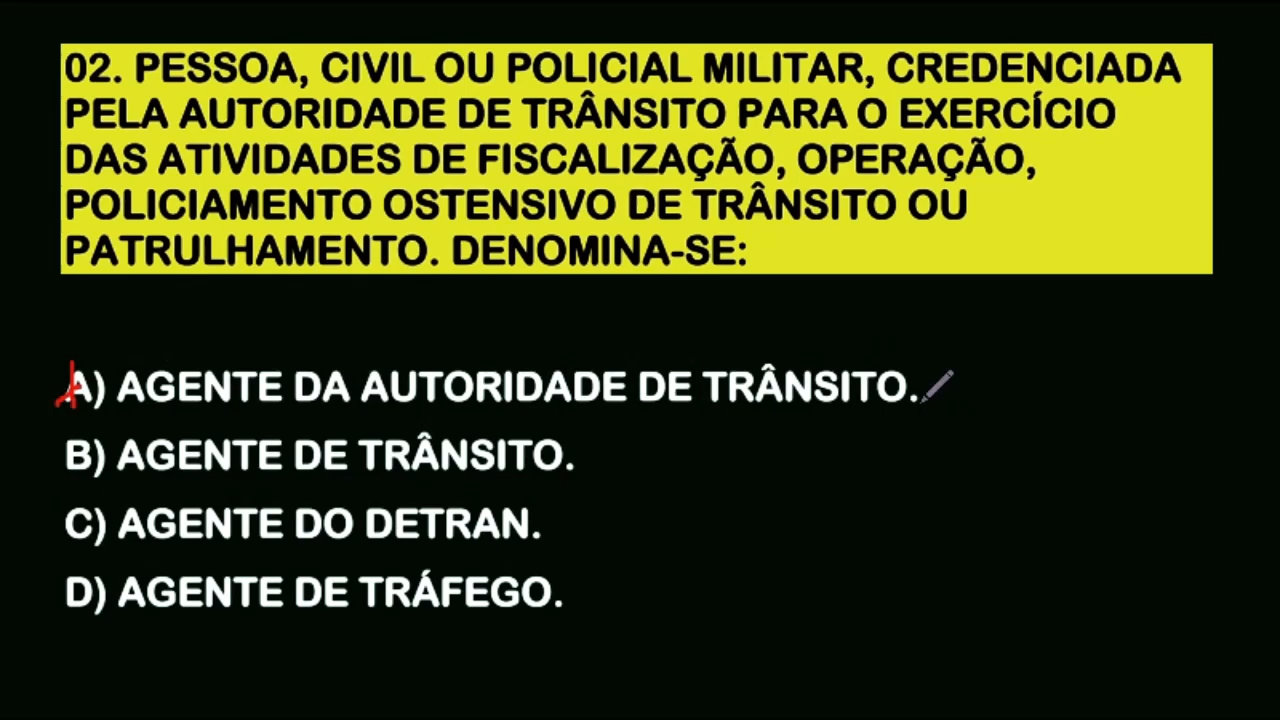 02. PESSOA, CIVIL OU POLICIAL MILITAR, CREDENCIADA
PELA AUTORIDADE DE TRÂNSITO PARA O EXERCÍCIO
DAS ATIVIDADES DE FISCALIZAÇÃO, OPERAÇÃO,
POLICIAMENTO OSTENSIVO DE TRÂNSITO OU
PATRULHAMENTO. DENOMINA-SE:
A) AGENTE DA AUTORIDADE DE TRÂNSITO.
B) AGENTE DE TRÂNSITO.
C) AGENTE DO DETRAN.
D) AGENTE DE TRÁFEGO.